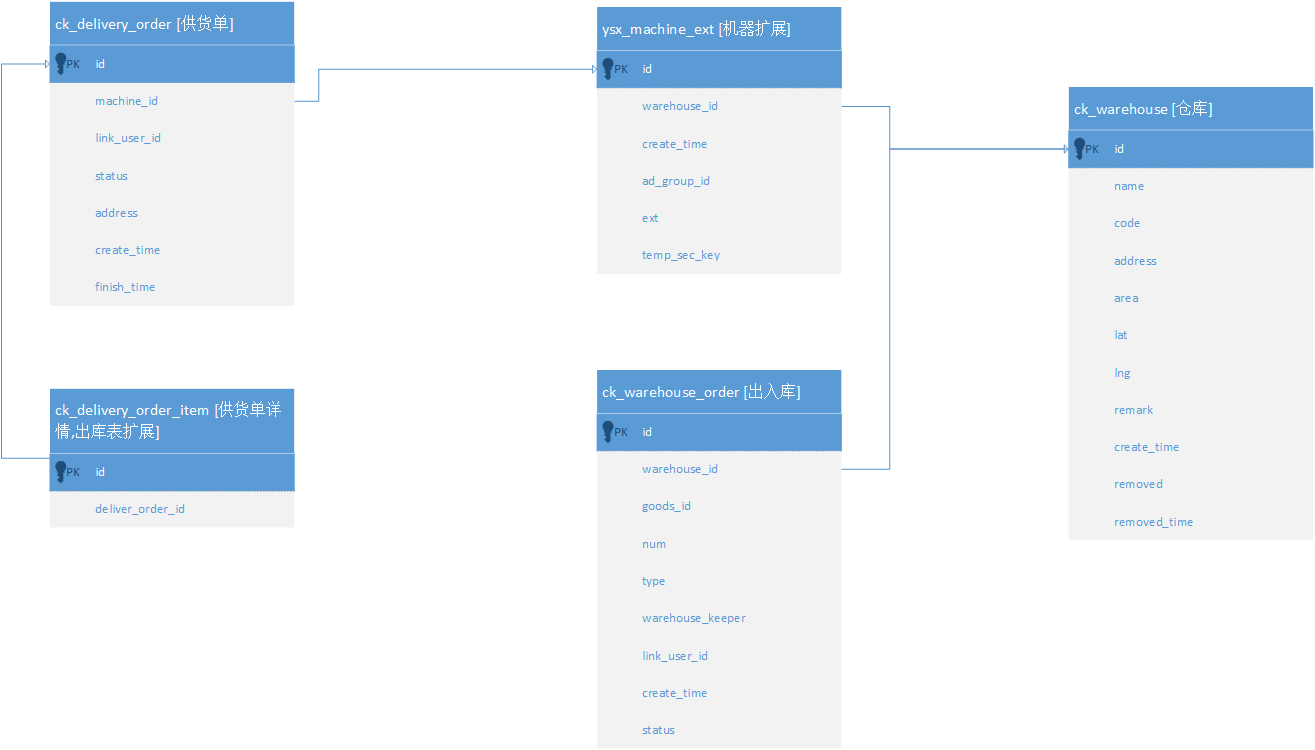 ck_delivery_order [供货单]
PK id
machine_id
link_user_id
status
address
create_time
finish_time
ck_delivery_order_item [供货单详
情,出库表扩展]
PK id
deliver_order_id
ysx_machine_ext [机器扩展]
PK id
warehouse_id
create_time
ad_group_id
ext
temp_sec_key
ck_warehouse_order [出入库]
PK id
warehouse_id
goods_id
num
type
warehouse_keeper
link_user_id
create_time
status
ck_warehouse [仓库]
PK id
name
code
address
area
lat
lng
remark
create_time
removed
removed_time